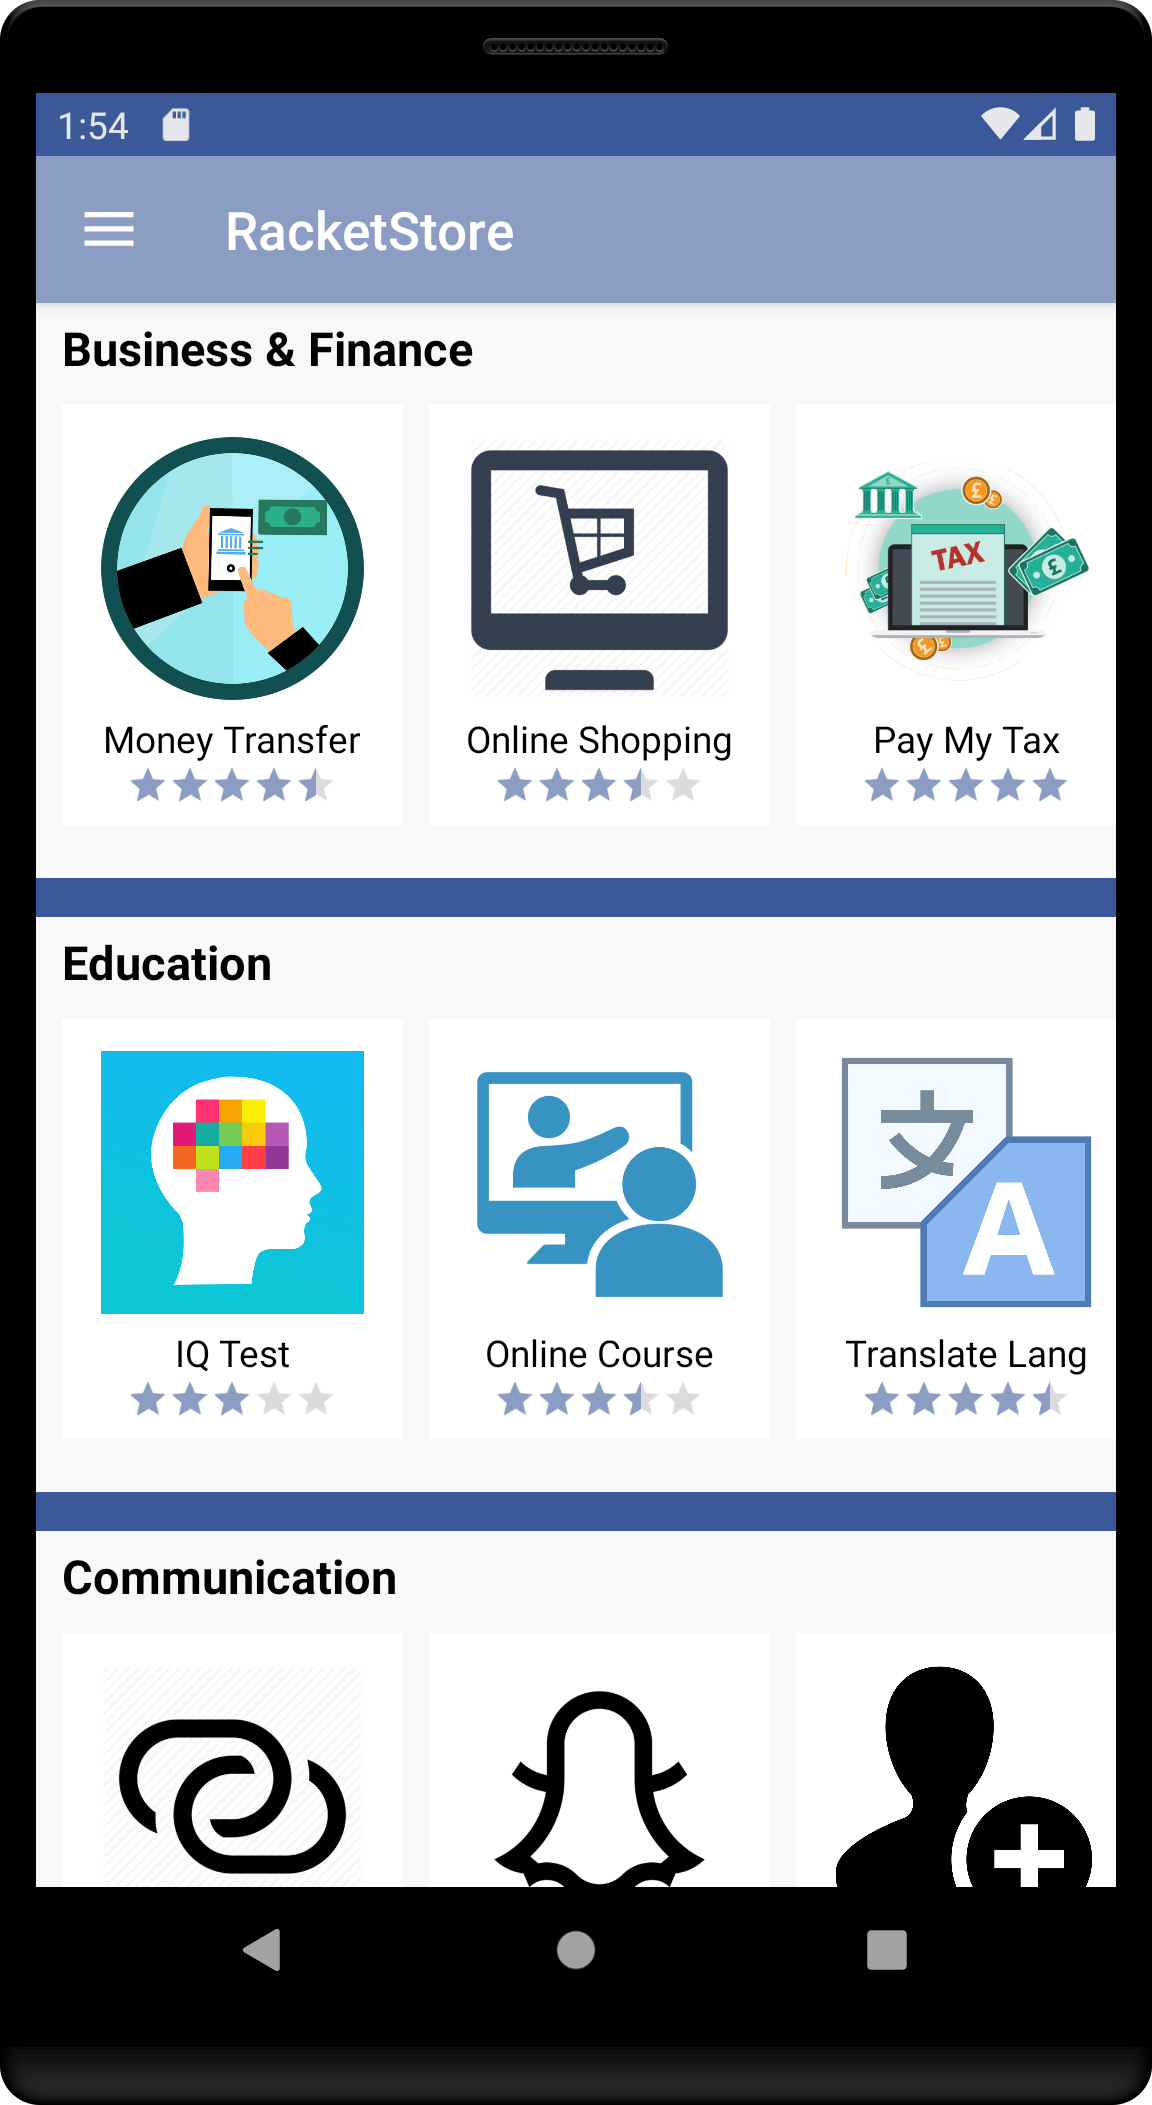 1:54
RacketStore
Business & Finance
£
£
TAX
£
Money Transfer
Online Shopping
Pay My Tax
Education
文
A
IQ Test
Online Course
Translate Lang
Communication